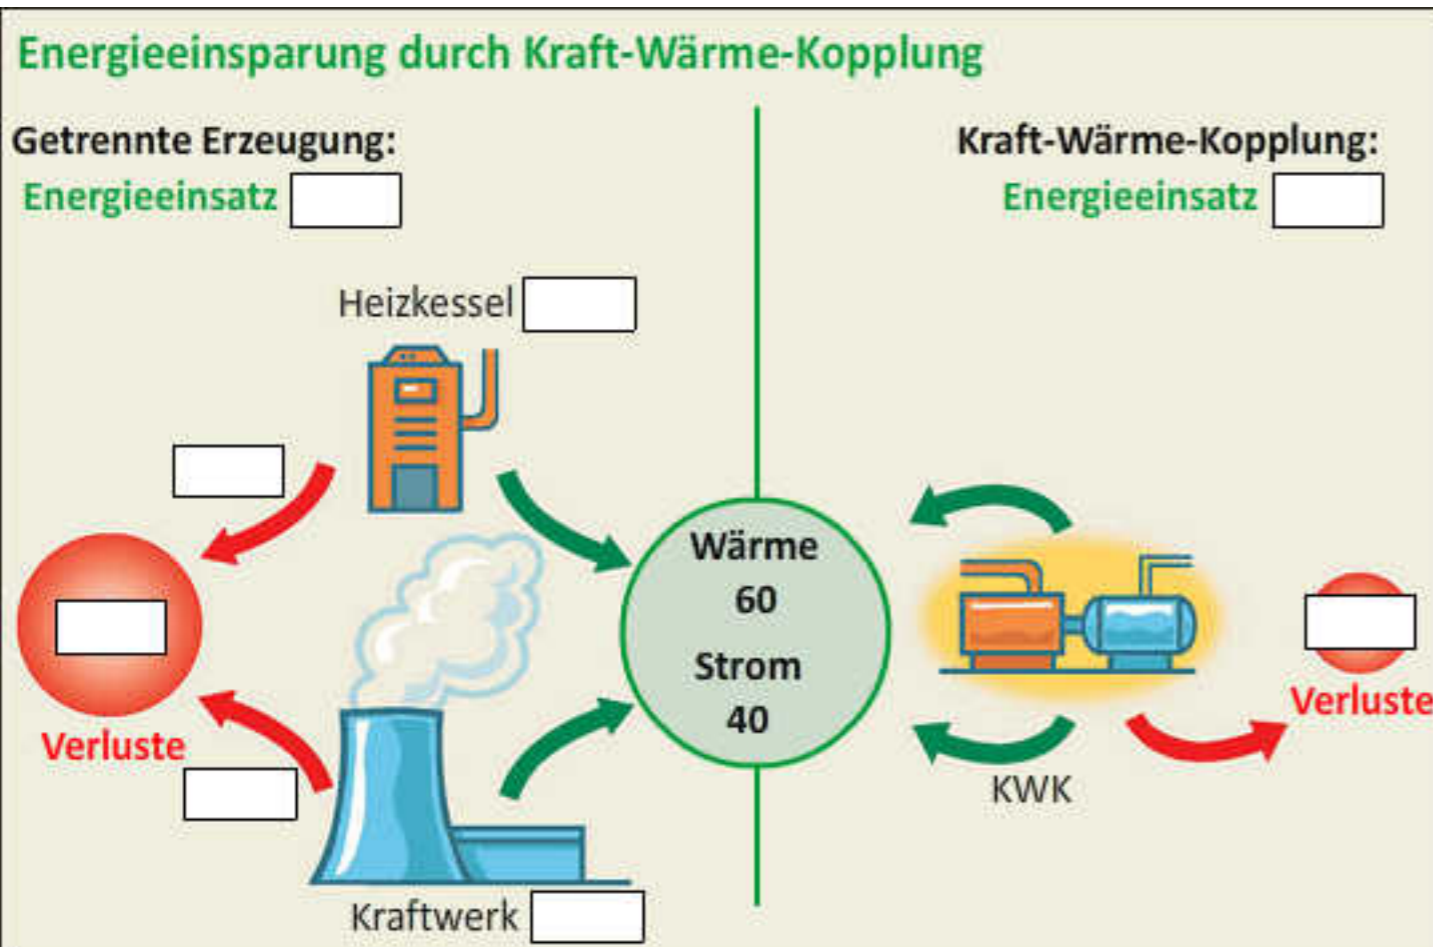 Energieeinsparung durch Kraft-Wärme-Kopplung
Getrennte Erzeugung:
Energieeinsatz
Kraft-Wärme-Kopplung:
Energieeinsatz
Heizkessel
Wärme
60
Strom
40
Verluste
Verluste
KWK
Kraftwerk